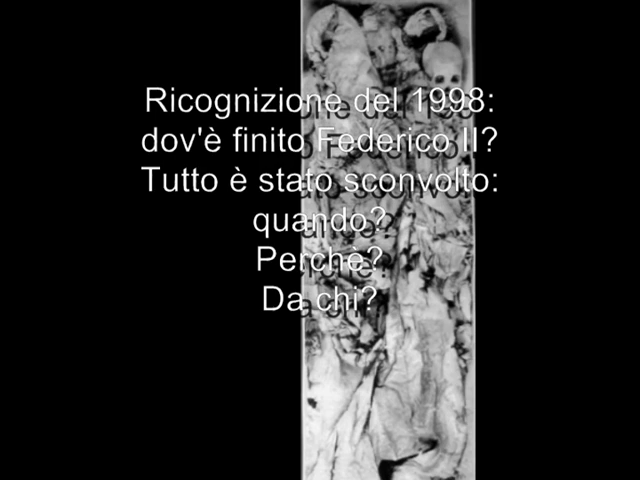 Ricognizione del 1998:
dov'è finito Federico II?
Tutto è stato sconvolto:
quando?
Perchè?
Da chi?